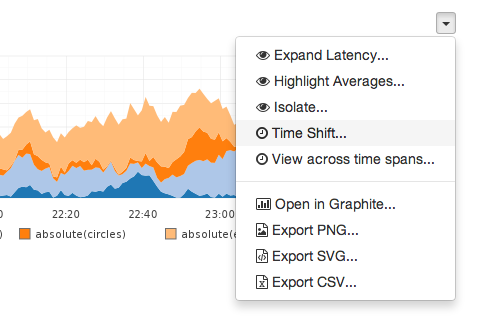 Expand Latency...
Highlight Averages...
Isolate...
Time Shift...
View across time spans...
Open in Graphite...
Export PNG...
Export SVG...
Export CSV...
22:20 22:40 23:00
) absolute(circles) absolute(e